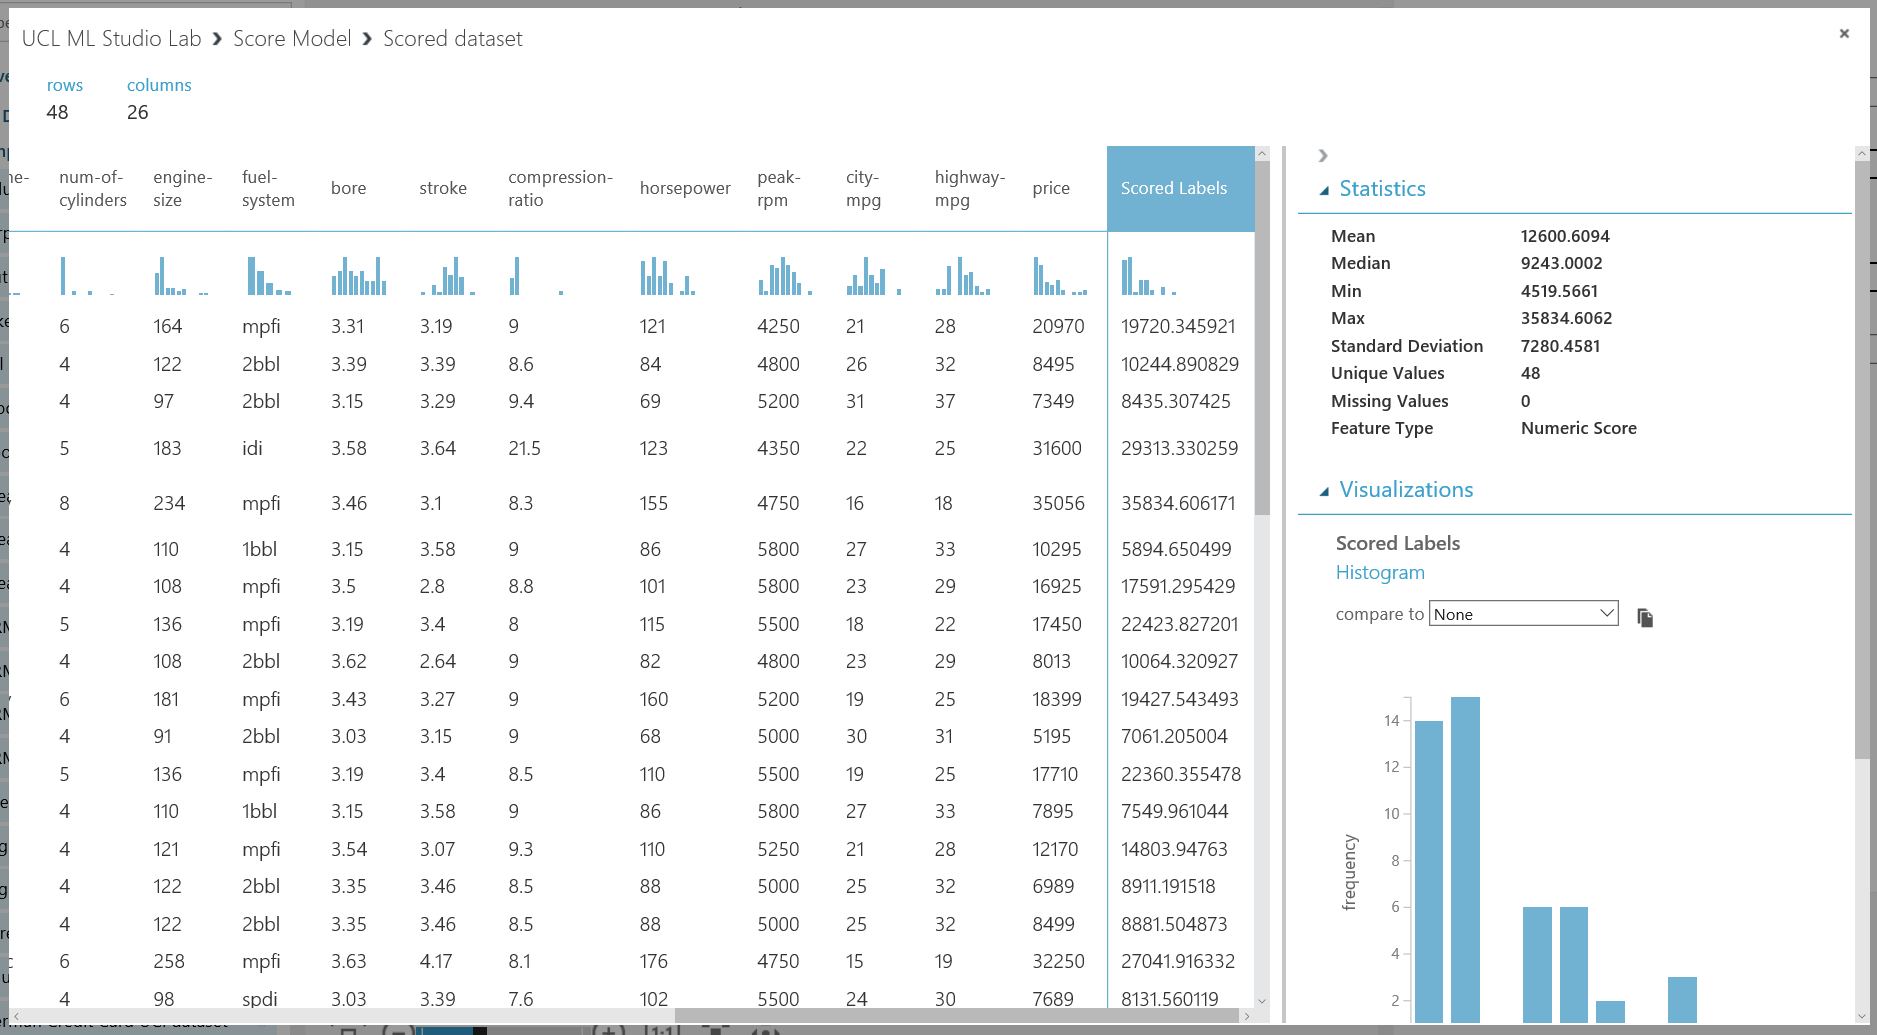 UCL ML Studio Lab › Score Model › Scored dataset
rows columns
48 26
num-of-cylinders engine-size fuel-system bore stroke compression-ratio horsepower peak-rpm city-mpg highway-mpg price Scored Labels
6 164 mpfi 3.31 3.19 9 121 4250 21 28 20970 19720.345921
4 122 2bbl 3.39 3.39 8.6 84 4800 26 32 8495 10244.890829
4 97 2bbl 3.15 3.29 9.4 69 5200 31 37 7349 8435.307425
5 183 idi 3.58 3.64 21.5 123 4350 22 25 31600 29313.330259
8 234 mpfi 3.46 3.1 8.3 155 4750 16 18 35056 35834.606171
4 110 1bbl 3.15 3.58 9 86 5800 27 33 10295 5894.650499
4 108 mpfi 3.5 2.8 8.8 101 5800 23 29 16925 17591.295429
5 136 mpfi 3.19 3.4 8 115 5500 18 22 17450 22423.827201
4 108 2bbl 3.62 2.64 9 82 4800 23 29 8013 10064.320927
6 181 mpfi 3.43 3.27 9 160 5200 19 25 18399 19427.543493
4 91 2bbl 3.03 3.15 9 68 5000 30 31 5195 7061.205004
5 136 mpfi 3.19 3.4 8.5 110 5500 19 25 17710 22360.355478
4 110 1bbl 3.15 3.58 9 86 5800 27 33 7895 7549.961044
4 121 mpfi 3.54 3.07 9.3 110 5250 21 28 12170 14803.94763
4 122 2bbl 3.35 3.46 8.5 88 5000 25 32 6989 8911.191518
4 122 2bbl 3.35 3.46 8.5 88 5000 25 32 8499 8881.504873
6 258 mpfi 3.63 4.17 8.1 176 4750 15 19 32250 27041.916332
4 98 spdi 3.03 3.39 7.6 102 5500 24 30 7689 8131.560119
Statistics
Mean 12600.6094
Median 9243.0002
Min 4519.5661
Max 35834.6062
Standard Deviation 7280.4581
Unique Values 48
Missing Values 0
Feature Type Numeric Score
Visualizations
Scored Labels
Histogram
compare to None
frequency
14
12
10
8
6
4
2